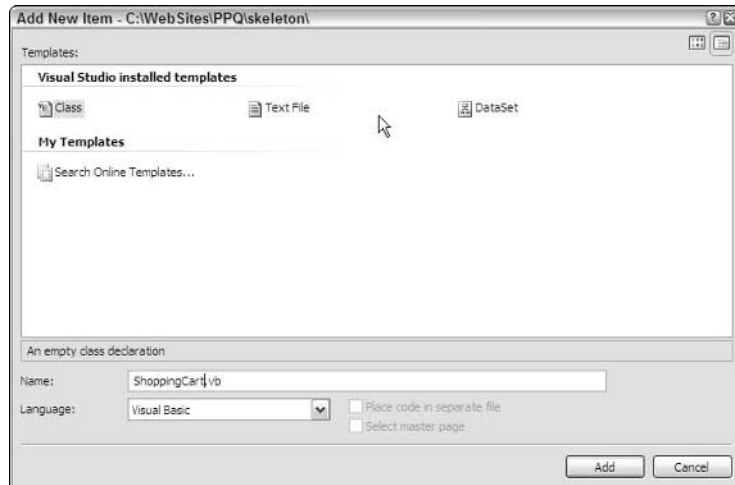 Add New Item - C:\WebSites\PPQ\skeleton\
Templates:
Visual Studio installed templates
Class
Text File
DataSet
My Templates
Search Online Templates...
An empty class declaration
Name:
ShoppingCart.vb
Language:
Visual Basic
Place code in separate file
Select master page
Add
Cancel